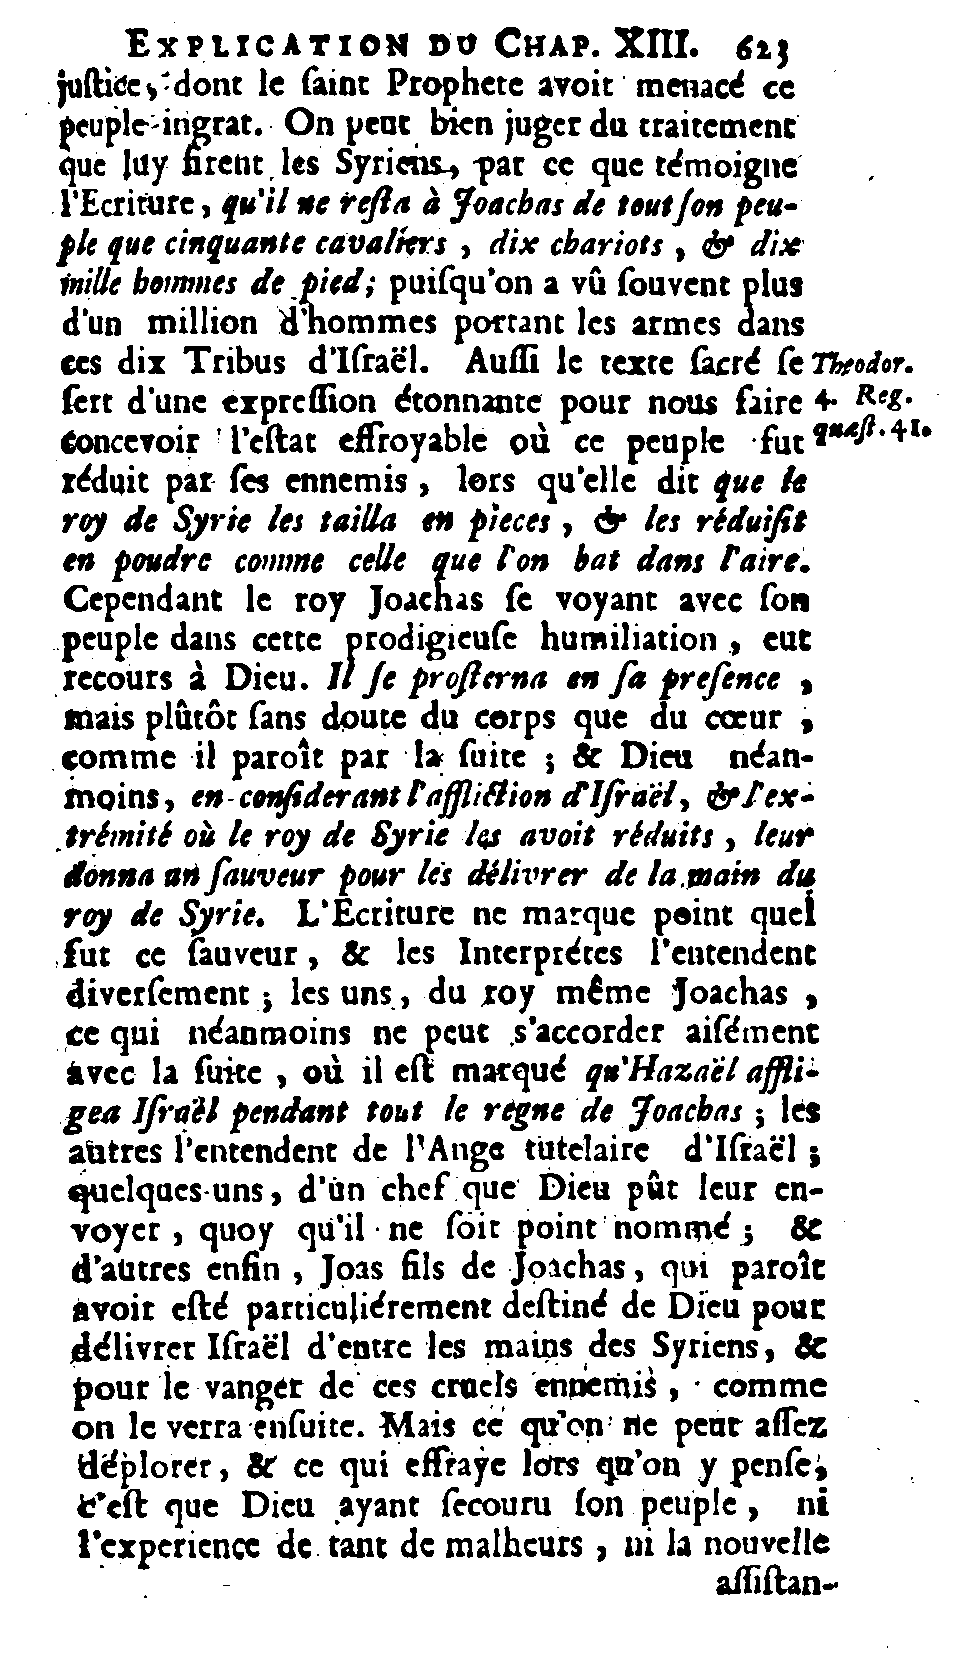 EXPLICATION DU CHAP. XIII. 623
juſtice, dont le ſaint Prophete avoit menacé ce
peuple ingrat. On peut bien juger du traitement
que luy firent les Syriens, par ce que témoigne
l'Ecriture, qu'il ne reſta à Joachas de tout ſon peu-
ple que cinquante cavaliers, dix chariots, & dix
mille hommes de pied; puiſqu'on a vû ſouvent plus
d'un million d'hommes portant les armes dans
ces dix Tribus d'Iſraël. Auſſi le texte ſacré ſe
ſert d'une expreſſion étonnante pour nous faire
concevoir l'eſtat effroyable où ce peuple fut
réduit par ſes ennemis, lors qu'elle dit que le
roy de Syrie les tailla en pieces, & les réduiſit
en poudre comme celle que l'on bat dans l'aire.
Cependant le roy Joachas ſe voyant avec ſon
peuple dans cette prodigieuſe humiliation, eut
recours à Dieu. Il ſe proſterna en ſa preſence,
mais plûtôt ſans doute du corps que du cœur,
comme il paroît par la ſuite; & Dieu néan-
moins, en conſiderant l'affliction d'Iſraël, & l'ex-
trémité où le roy de Syrie les avoit réduits, leur
donna un ſauveur pour les délivrer de la main du
roy de Syrie. L'Ecriture ne marque point quel
fut ce ſauveur, & les Interprétes l'entendent
diverſement; les uns, du roy même Joachas,
ce qui néanmoins ne peut s'accorder aiſément
avec la ſuite, où il eſt marqué qu'Hazaël affli-
gea Iſraël pendant tout le regne de Joachas; les
autres l'entendent de l'Ange tutelaire d'Iſraël;
quelques-uns, d'un chef que Dieu pût leur en-
voyer, quoy qu'il ne ſoit point nommé; &
d'autres enfin, Joas fils de Joachas, qui paroît
avoir eſté particuliérement deſtiné de Dieu pour
délivrer Iſraël d'entre les mains des Syriens, &
pour le vanger de ces cruels ennemis, comme
on le verra enſuite. Mais ce qu'on ne peut aſſez
déplorer, & ce qui effraye lors qu'on y penſe,
c'eſt que Dieu ayant ſecouru ſon peuple, ni
l'experience de tant de malheurs, ni la nouvelle
aſſiſtan-
Theodor.
4. Reg.
quæſt. 41.